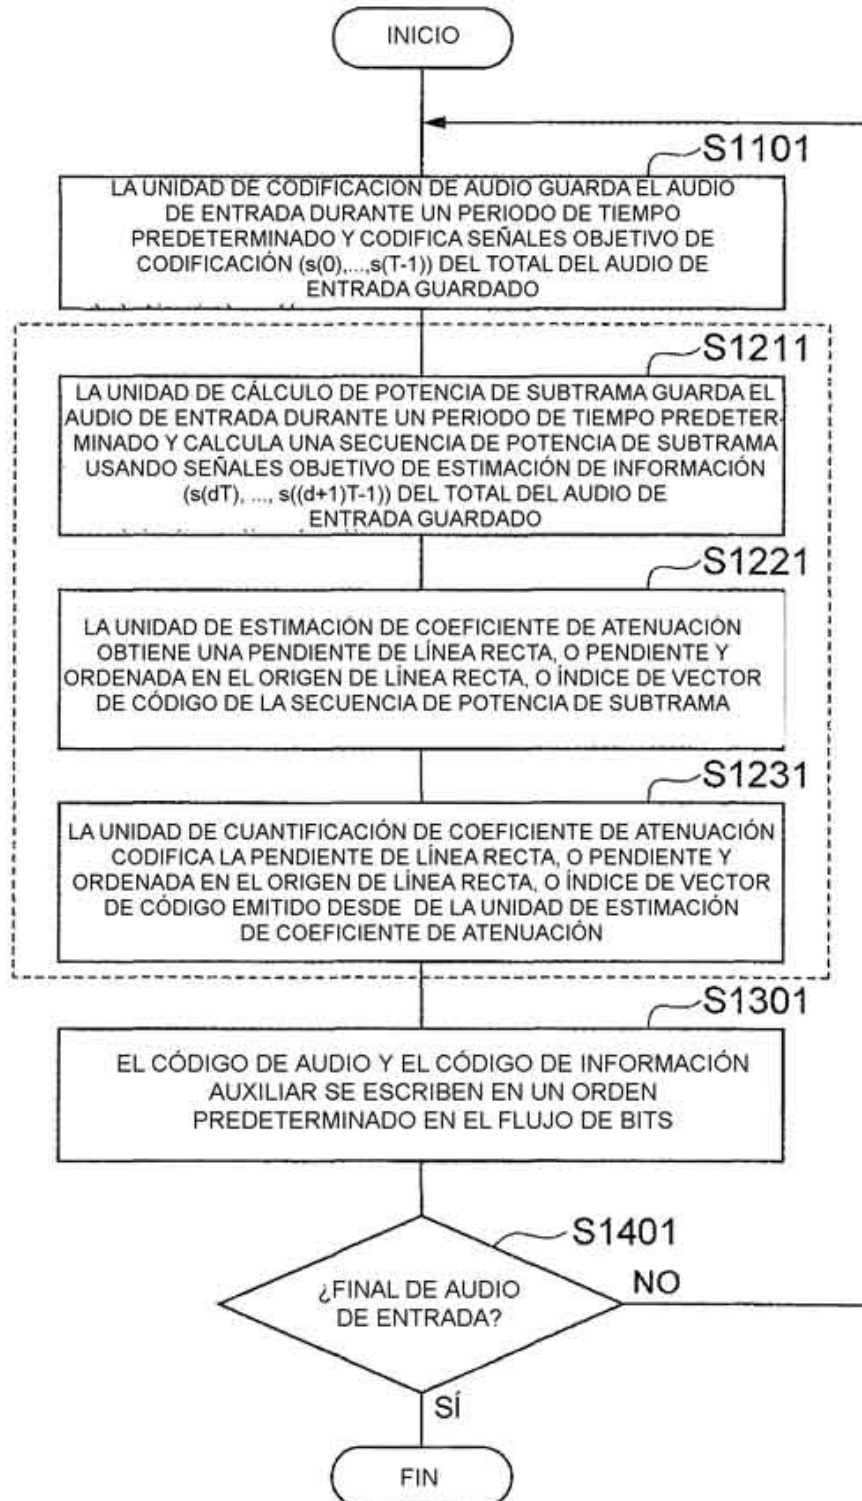 INICIO
S1101
LA UNIDAD DE CODIFICACION DE AUDIO GUARDA EL AUDIO
DE ENTRADA DURANTE UN PERIODO DE TIEMPO
PREDETERMINADO Y CODIFICA SEÑALES OBJETIVO DE
CODIFICACIÓN (s(0),...,s(T-1)) DEL TOTAL DEL AUDIO DE
ENTRADA GUARDADO
S1211
LA UNIDAD DE CÁLCULO DE POTENCIA DE SUBTRAMA GUARDA EL
AUDIO DE ENTRADA DURANTE UN PERIODO DE TIEMPO PREDETER-
MINADO Y CALCULA UNA SECUENCIA DE POTENCIA DE SUBTRAMA
USANDO SEÑALES OBJETIVO DE ESTIMACIÓN DE INFORMACIÓN
(s(dT), ..., s((d+1)T-1)) DEL TOTAL DEL AUDIO DE
ENTRADA GUARDADO
S1221
LA UNIDAD DE ESTIMACIÓN DE COEFICIENTE DE ATENUACIÓN
OBTIENE UNA PENDIENTE DE LÍNEA RECTA, O PENDIENTE Y
ORDENADA EN EL ORIGEN DE LÍNEA RECTA, O ÍNDICE DE VECTOR
DE CÓDIGO DE LA SECUENCIA DE POTENCIA DE SUBTRAMA
S1231
LA UNIDAD DE CUANTIFICACIÓN DE COEFICIENTE DE ATENUACIÓN
CODIFICA LA PENDIENTE DE LÍNEA RECTA, O PENDIENTE Y
ORDENADA EN EL ORIGEN DE LÍNEA RECTA, O ÍNDICE DE VECTOR
DE CÓDIGO EMITIDO DESDE DE LA UNIDAD DE ESTIMACIÓN
DE COEFICIENTE DE ATENUACIÓN
S1301
EL CÓDIGO DE AUDIO Y EL CÓDIGO DE INFORMACIÓN
AUXILIAR SE ESCRIBEN EN UN ORDEN
PREDETERMINADO EN EL FLUJO DE BITS
S1401
¿FINAL DE AUDIO
DE ENTRADA?
NO
SÍ
FIN